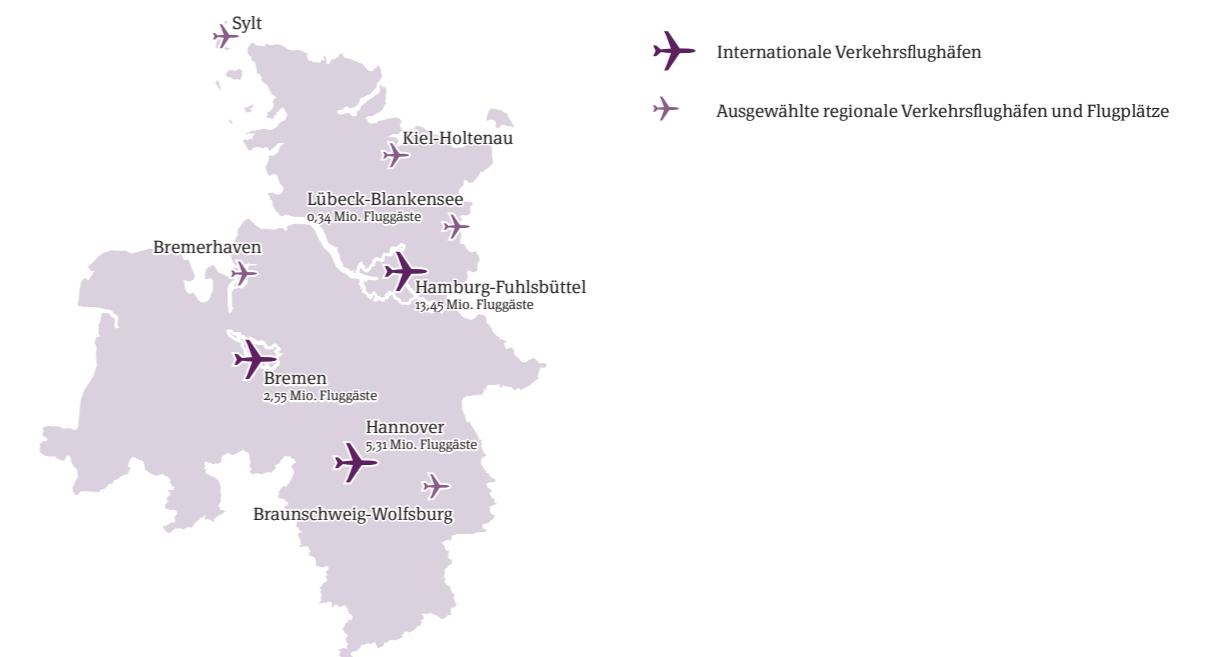 Sylt
Internationale Verkehrsflughäfen
Ausgewählte regionale Verkehrsflughäfen und Flugplätze
Kiel-Holtenau
Lübeck-Blankensee
0,34 Mio. Fluggäste
Bremerhaven
Hamburg-Fuhlsbüttel
13,45 Mio. Fluggäste
Bremen
2,55 Mio. Fluggäste
Hannover
5,31 Mio. Fluggäste
Braunschweig-Wolfsburg